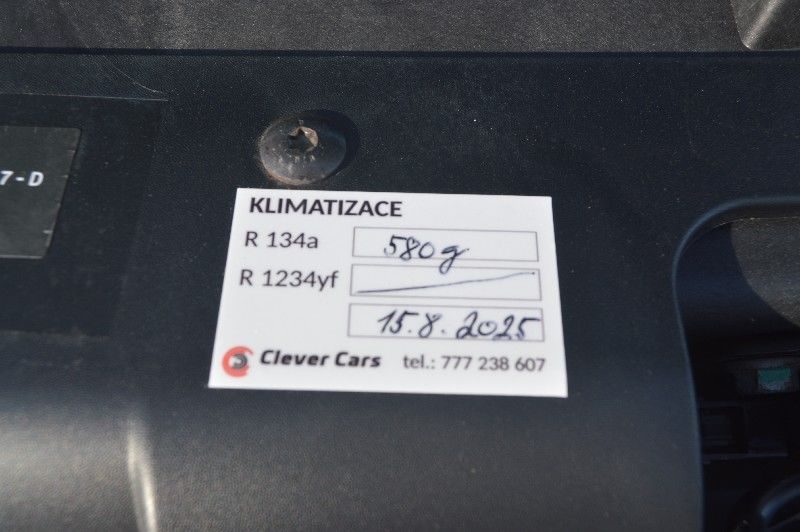 7-D
KLIMATIZACE
R 134a 580g
R 1234yf
15.8.2025
Clever Cars tel.: 777 238 607